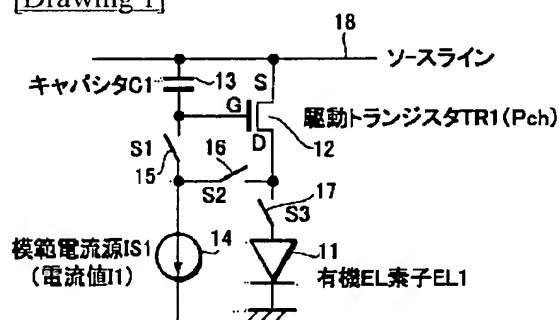 [Drawing 1]
18
ソースライン
キャパシタC1
13
S
G
駆動トランジスタTR1(Pch)
D
12
S1
16
15
S2
17
S3
模範電流源IS1
14
(電流値I1)
11
有機EL素子EL1